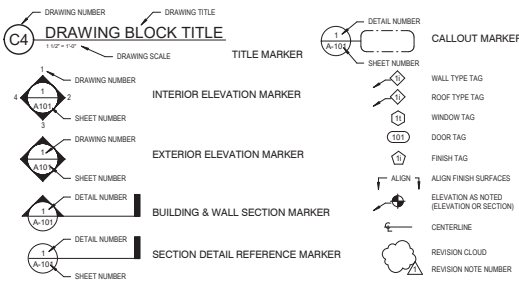 DRAWING NUMBER
DRAWING TITLE
C4
DRAWING BLOCK TITLE
1 1/2" = 1'-0"
DRAWING SCALE
TITLE MARKER
1
DRAWING NUMBER
4
1
2
A101
3
SHEET NUMBER
INTERIOR ELEVATION MARKER
DRAWING NUMBER
1
A101
SHEET NUMBER
EXTERIOR ELEVATION MARKER
DETAIL NUMBER
1
A-101
BUILDING & WALL SECTION MARKER
DETAIL NUMBER
1
A-101
SHEET NUMBER
SECTION DETAIL REFERENCE MARKER
DETAIL NUMBER
1
A-101
SHEET NUMBER
CALLOUT MARKER
1i
WALL TYPE TAG
1i
ROOF TYPE TAG
1t
WINDOW TAG
101
DOOR TAG
1i
FINISH TAG
ALIGN
ALIGN FINISH SURFACES
ELEVATION AS NOTED
(ELEVATION OR SECTION)
CENTERLINE
REVISION CLOUD
1
REVISION NOTE NUMBER